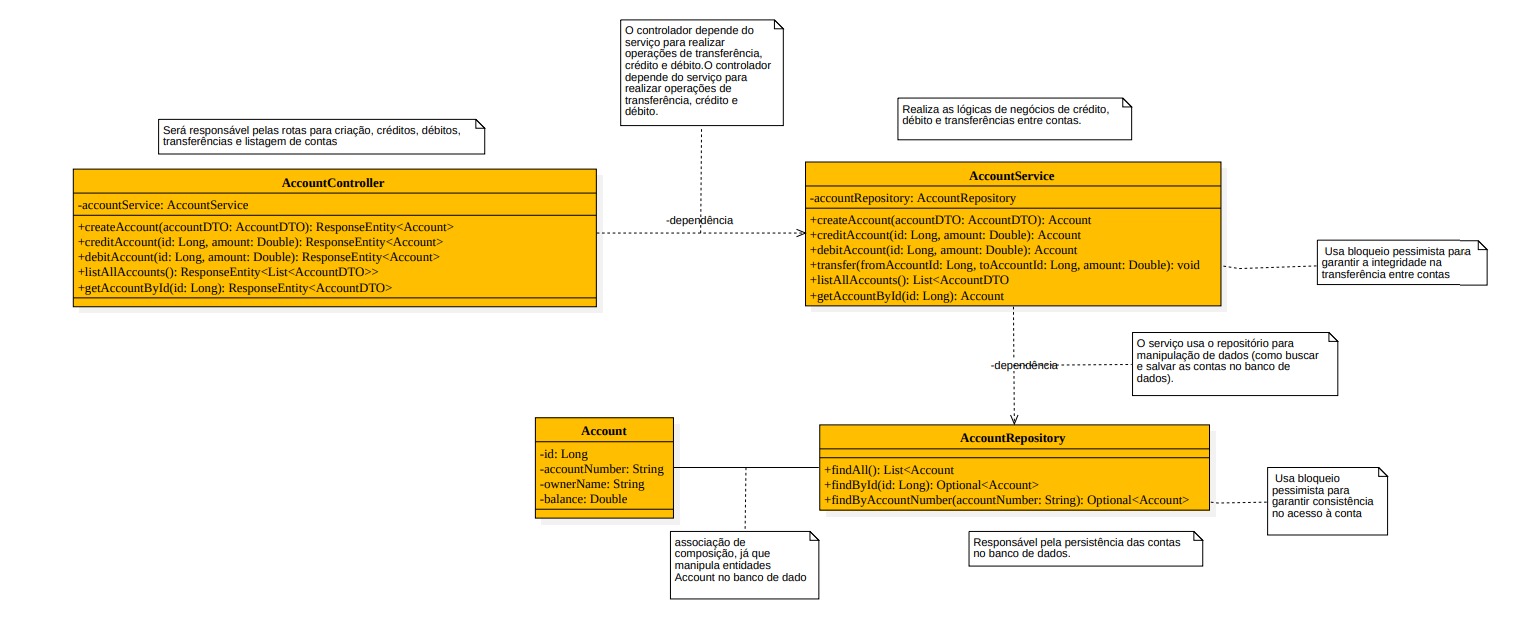 O controlador depende do
serviço para realizar
operações de transferência,
crédito e débito.O controlador
depende do serviço para
realizar operações de
transferência, crédito e
débito.
Realiza as lógicas de negócios de crédito,
débito e transferências entre contas.
Será responsável pelas rotas para criação, créditos, débitos,
transferências e listagem de contas
AccountController
-accountService: AccountService
+createAccount(accountDTO: AccountDTO): ResponseEntity<Account>
+creditAccount(id: Long, amount: Double): ResponseEntity<Account>
+debitAccount(id: Long, amount: Double): ResponseEntity<Account>
+listAllAccounts(): ResponseEntity<List<AccountDTO>>
+getAccountById(id: Long): ResponseEntity<AccountDTO>
-dependência
AccountService
-accountRepository: AccountRepository
+createAccount(accountDTO: AccountDTO): Account
+creditAccount(id: Long, amount: Double): Account
+debitAccount(id: Long, amount: Double): Account
+transfer(fromAccountId: Long, toAccountId: Long, amount: Double): void
+listAllAccounts(): List<AccountDTO
+getAccountById(id: Long): Account
Usa bloqueio pessimista para
garantir a integridade na
transferência entre contas
-dependência
O serviço usa o repositório para
manipulação de dados (como buscar
e salvar as contas no banco de
dados).
Account
-id: Long
-accountNumber: String
-ownerName: String
-balance: Double
AccountRepository
+findAll(): List<Account
+findById(id: Long): Optional<Account>
+findByAccountNumber(accountNumber: String): Optional<Account>
Usa bloqueio
pessimista para
garantir consistência
no acesso à conta
associação de
composição, já que
manipula entidades
Account no banco de dado
Responsável pela persistência das contas
no banco de dados.